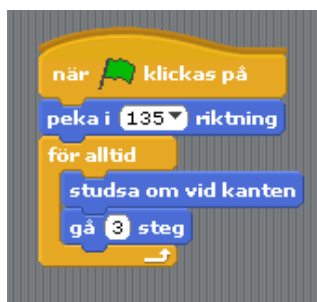 när klickas på
peka i 135 riktning
för alltid
studsa om vid kanten
gå 3 steg